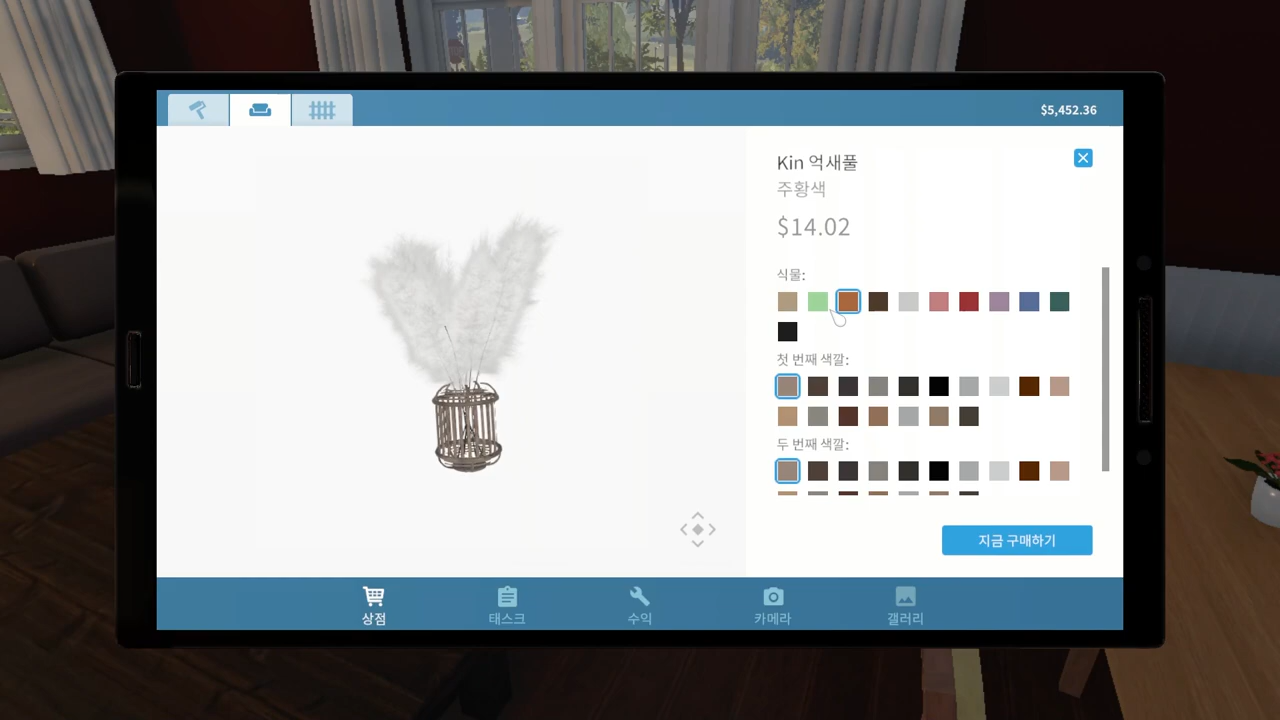 $5,452.36
Kin 억새풀
주황색
$14.02
식물:
첫 번째 색깔:
두 번째 색깔:
지금 구매하기
상점
태스크
수익
카메라
갤러리